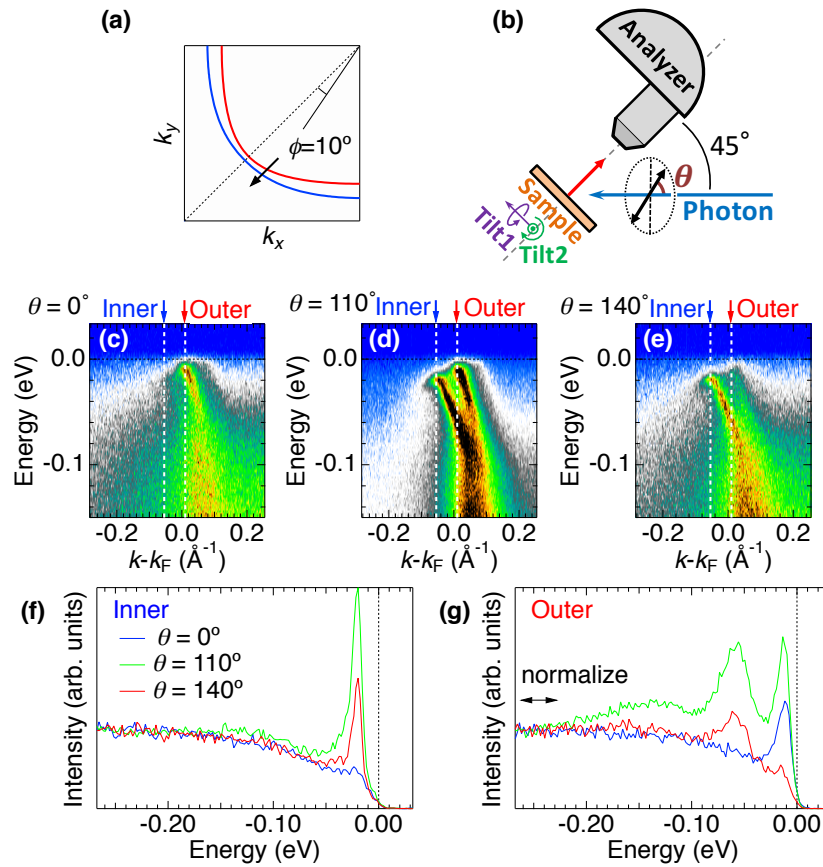 (a)
k_y
ϕ=10°
k_x
(b)
Analyzer
45°
θ
Sample
Photon
Tilt1
Tilt2
θ = 0° Inner Outer θ = 110° Inner Outer θ = 140° Inner Outer
(c) (d) (e)
Energy (eV) Energy (eV) Energy (eV)
0.0 0.0 0.0
-0.1 -0.1 -0.1
-0.2 0.0 0.2 -0.2 0.0 0.2 -0.2 0.0 0.2
k-k_F (Å⁻¹) k-k_F (Å⁻¹) k-k_F (Å⁻¹)
(f)
Intensity (arb. units)
Inner
θ = 0º
θ = 110º
θ = 140º
-0.20 -0.10 0.00
Energy (eV)
(g)
Intensity (arb. units)
Outer
normalize
-0.20 -0.10 0.00
Energy (eV)